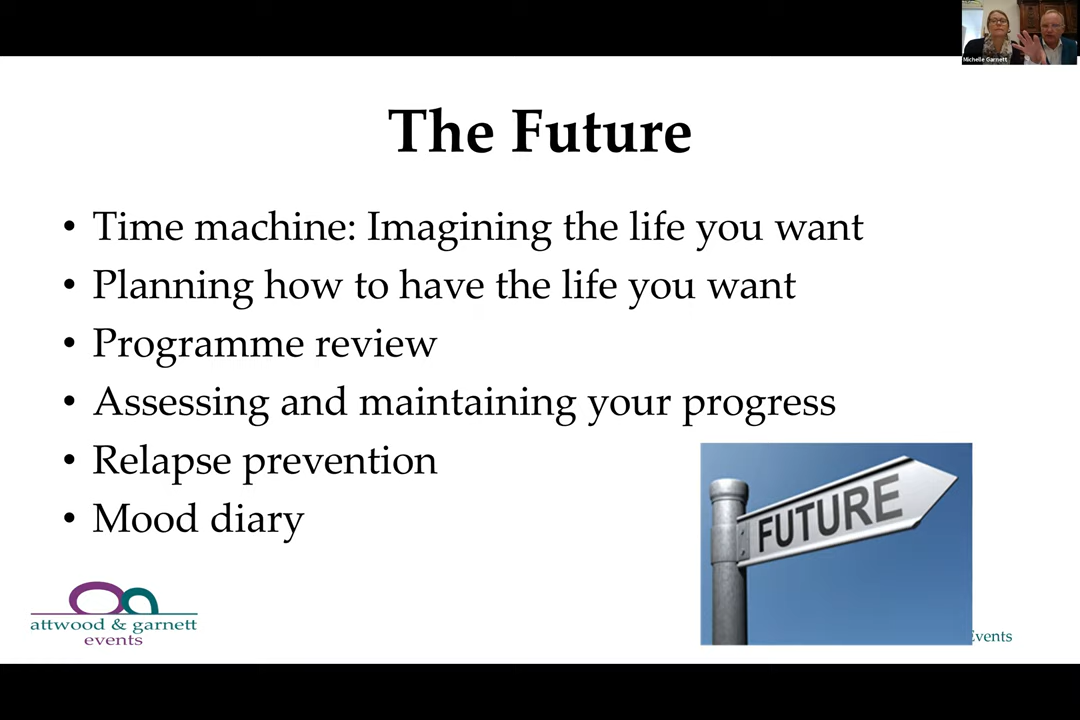 Michelle Garnett
The Future
• Time machine: Imagining the life you want
• Planning how to have the life you want
• Programme review
• Assessing and maintaining your progress
• Relapse prevention
• Mood diary
FUTURE
attwood & garnett
events
Events